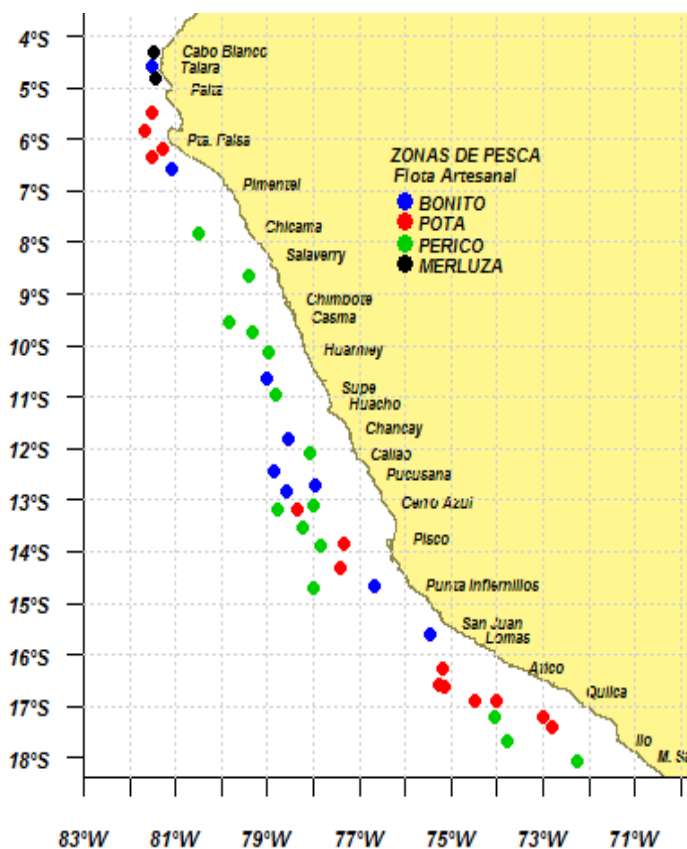 4°S
Cabo Blanco
Talara
5°S
Paita
6°S
Pta. Falsa
ZONAS DE PESCA
Flota Artesanal
7°S
Pimentel
BONITO
POTA
8°S
Chicama
PERICO
Salaverry
MERLUZA
9°S
Chimbote
Casma
10°S
Huarmey
11°S
Supe
Huacho
Chancay
12°S
Callao
Pucusana
13°S
Cerro Azul
14°S
Pisco
15°S
Punta Infiernillos
San Juan
Lomas
16°S
Atico
17°S
Quilca
Ilo
18°S
M. Sa
83°W 81°W 79°W 77°W 75°W 73°W 71°W